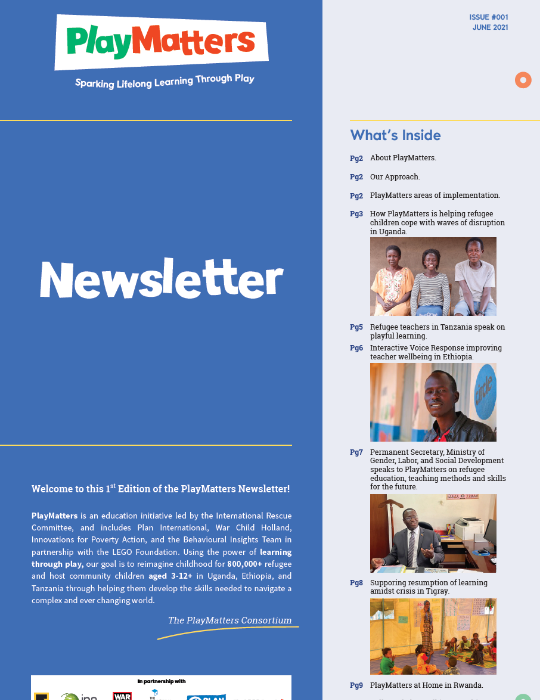 PlayMatters
Sparking Lifelong Learning Through Play
Newsletter
Welcome to this 1st Edition of the PlayMatters Newsletter!
PlayMatters is an education initiative led by the International Rescue
Committee, and includes Plan International, War Child Holland,
Innovations for Poverty Action, and the Behavioural Insights Team in
partnership with the LEGO Foundation. Using the power of learning
through play, our goal is to reimagine childhood for 800,000+ refugee
and host community children aged 3-12+ in Uganda, Ethiopia, and
Tanzania through helping them develop the skills needed to navigate a
complex and ever changing world.
The PlayMatters Consortium
In partnership with
ipa
WAR
PLAN
ISSUE #001
JUNE 2021
What's Inside
Pg2 About PlayMatters.
Pg2 Our Approach.
Pg2 PlayMatters areas of implementation.
Pg3 How PlayMatters is helping refugee
children cope with waves of disruption
in Uganda.
Pg5 Refugee teachers in Tanzania speak on
playful learning.
Pg6 Interactive Voice Response improving
teacher wellbeing in Ethiopia
circle
Pg7 Permanent Secretary, Ministry of
Gender, Labor, and Social Development
speaks to PlayMatters on refugee
education, teaching methods and skills
for the future.
Pg8 Supporing resumption of learning
amidst crisis in Tigray.
Pg9 PlayMatters at Home in Rwanda.